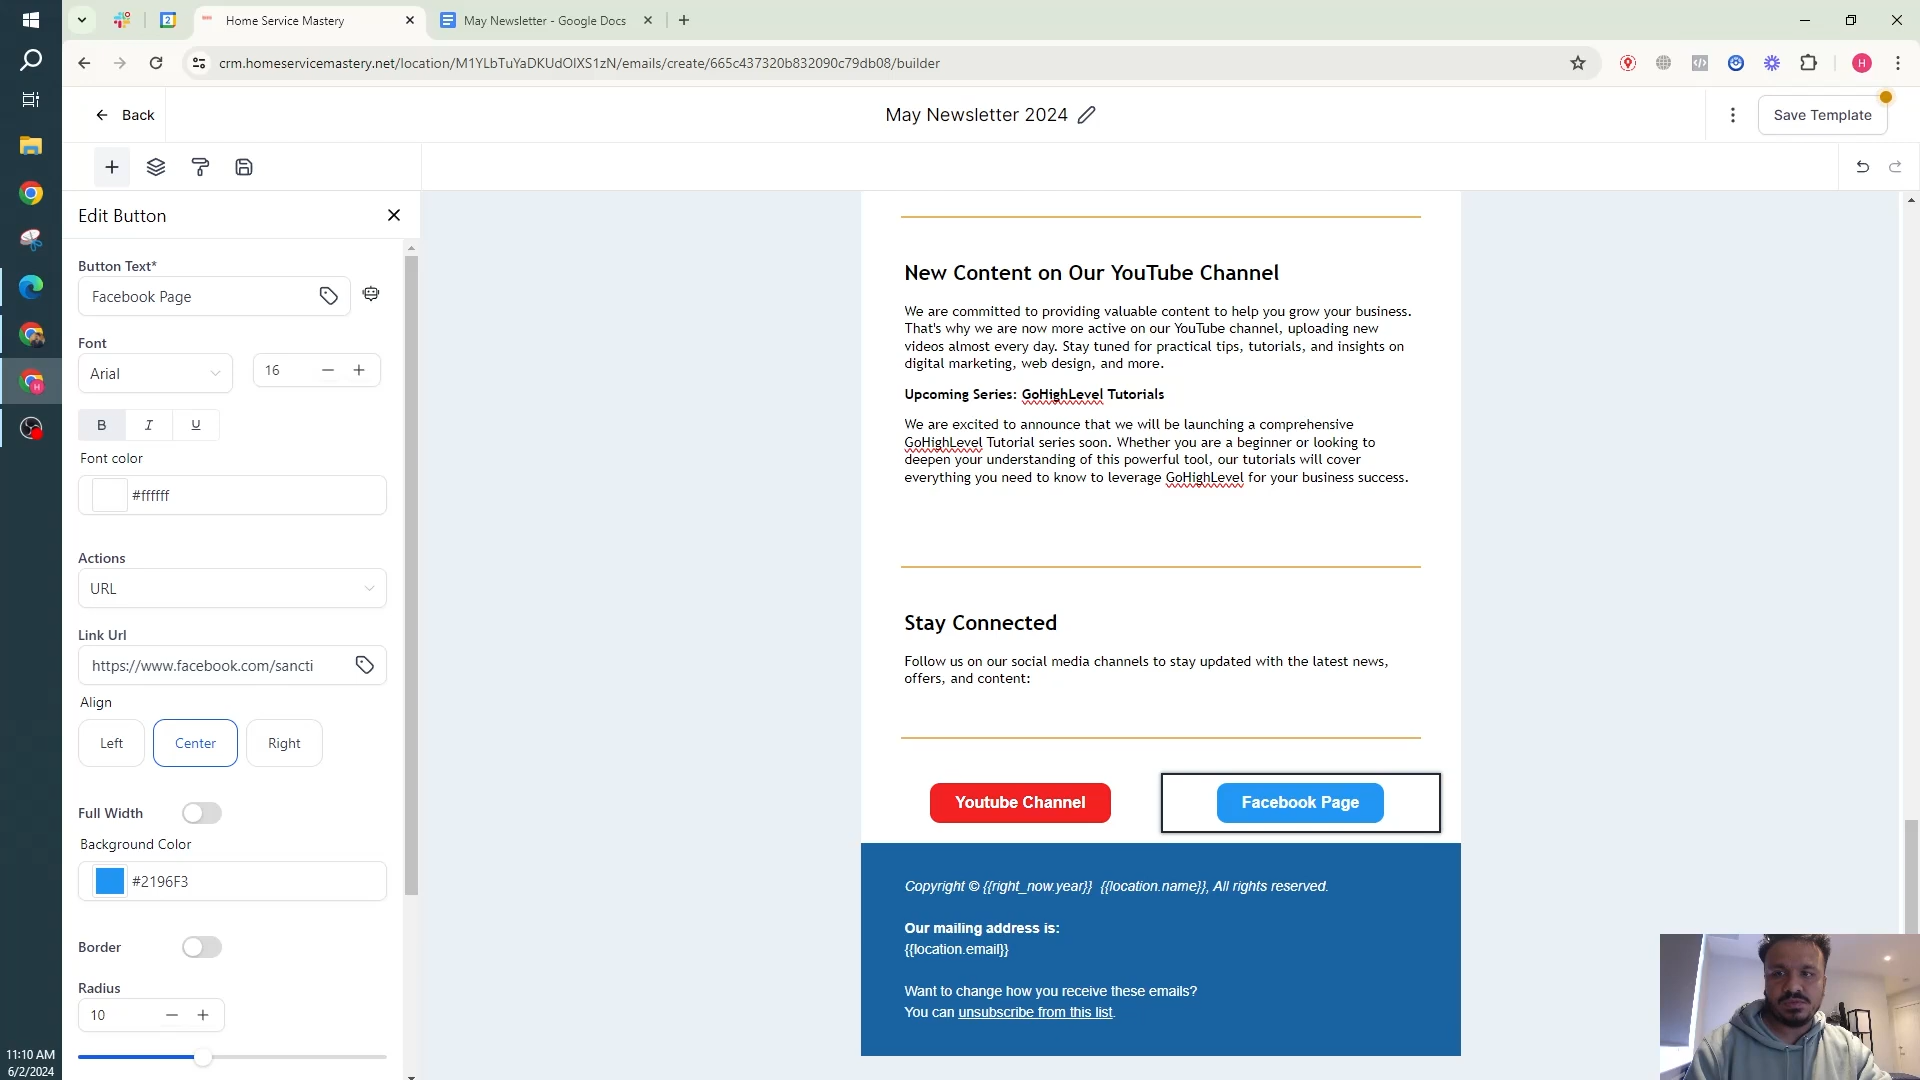 Home Service Mastery
May Newsletter - Google Docs
crm.homeservicemastery.net/location/M1YLbTuYaDKUdOlXS1zN/emails/create/665c437320b832090c79db08/builder
H
Back
May Newsletter 2024
Save Template
Edit Button
Button Text*
Facebook Page
Font
Arial
16
B I U
Font color
#ffffff
Actions
URL
Link Url
https://www.facebook.com/sancti
Align
Left
Center
Right
Full Width
Background Color
#2196F3
Border
Radius
10
New Content on Our YouTube Channel
We are committed to providing valuable content to help you grow your business.
That's why we are now more active on our YouTube channel, uploading new
videos almost every day. Stay tuned for practical tips, tutorials, and insights on
digital marketing, web design, and more.
Upcoming Series: GoHighLevel Tutorials
We are excited to announce that we will be launching a comprehensive
GoHighLevel Tutorial series soon. Whether you are a beginner or looking to
deepen your understanding of this powerful tool, our tutorials will cover
everything you need to know to leverage GoHighLevel for your business success.
Stay Connected
Follow us on our social media channels to stay updated with the latest news,
offers, and content:
Youtube Channel
Facebook Page
Copyright © {{right_now.year}} {{location.name}}, All rights reserved.
Our mailing address is:
{{location.email}}
Want to change how you receive these emails?
You can unsubscribe from this list.
11:10 AM
6/2/2024